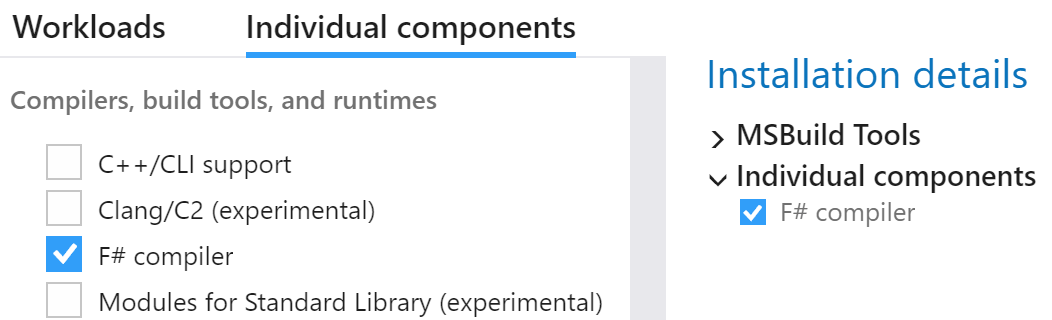 Workloads
Individual components
Compilers, build tools, and runtimes
C++/CLI support
Clang/C2 (experimental)
F# compiler
Modules for Standard Library (experimental)
Installation details
MSBuild Tools
Individual components
F# compiler